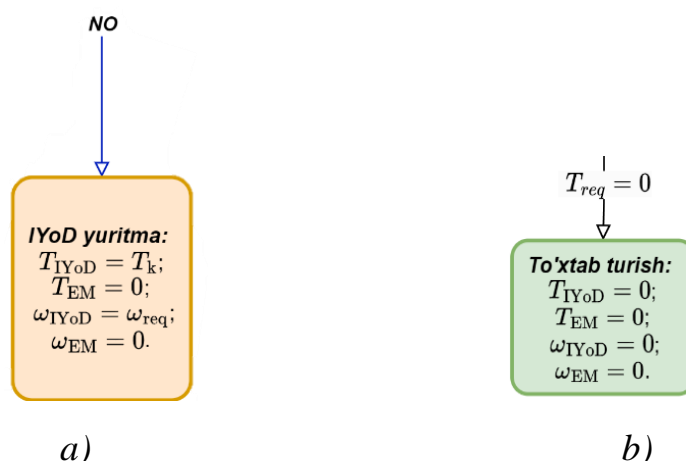 NO
IYoD yuritma:
T_IYoD = T_k;
T_EM = 0;
ω_IYoD = ω_req;
ω_EM = 0.
a)
T_req = 0
To'xtab turish:
T_IYoD = 0;
T_EM = 0;
ω_IYoD = 0;
ω_EM = 0.
b)